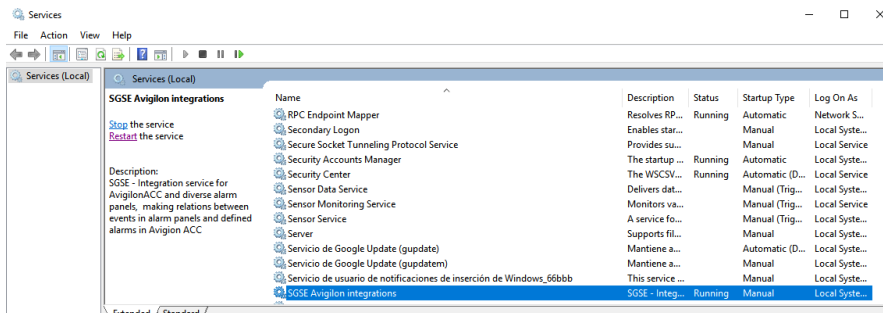 Services
File Action View Help
Services (Local)
Services (Local)
SGSE Avigilon integrations
Stop the service
Restart the service
Description:
SGSE - Integration service for
AvigilonACC and diverse alarm
panels, making relations between
events in alarm panels and defined
alarms in Avigion ACC
Name Description Status Startup Type Log On As
RPC Endpoint Mapper Resolves RP... Running Automatic Network S...
Secondary Logon Enables star... Manual Local Syste...
Secure Socket Tunneling Protocol Service Provides su... Manual Local Service
Security Accounts Manager The startup ... Running Automatic Local Syste...
Security Center The WSCSV... Running Automatic (D... Local Service
Sensor Data Service Delivers dat... Manual (Trig... Local Syste...
Sensor Monitoring Service Monitors va... Manual (Trig... Local Service
Sensor Service A service fo... Manual (Trig... Local Syste...
Server Supports fil... Manual Local Syste...
Servicio de Google Update (gupdate) Mantiene a... Automatic (D... Local Syste...
Servicio de Google Update (gupdatem) Mantiene a... Manual Local Syste...
Servicio de usuario de notificaciones de inserción de Windows_66bbb This service ... Manual Local Syste...
SGSE Avigilon integrations SGSE - Integ... Running Manual Local Syste...
Extended Standard